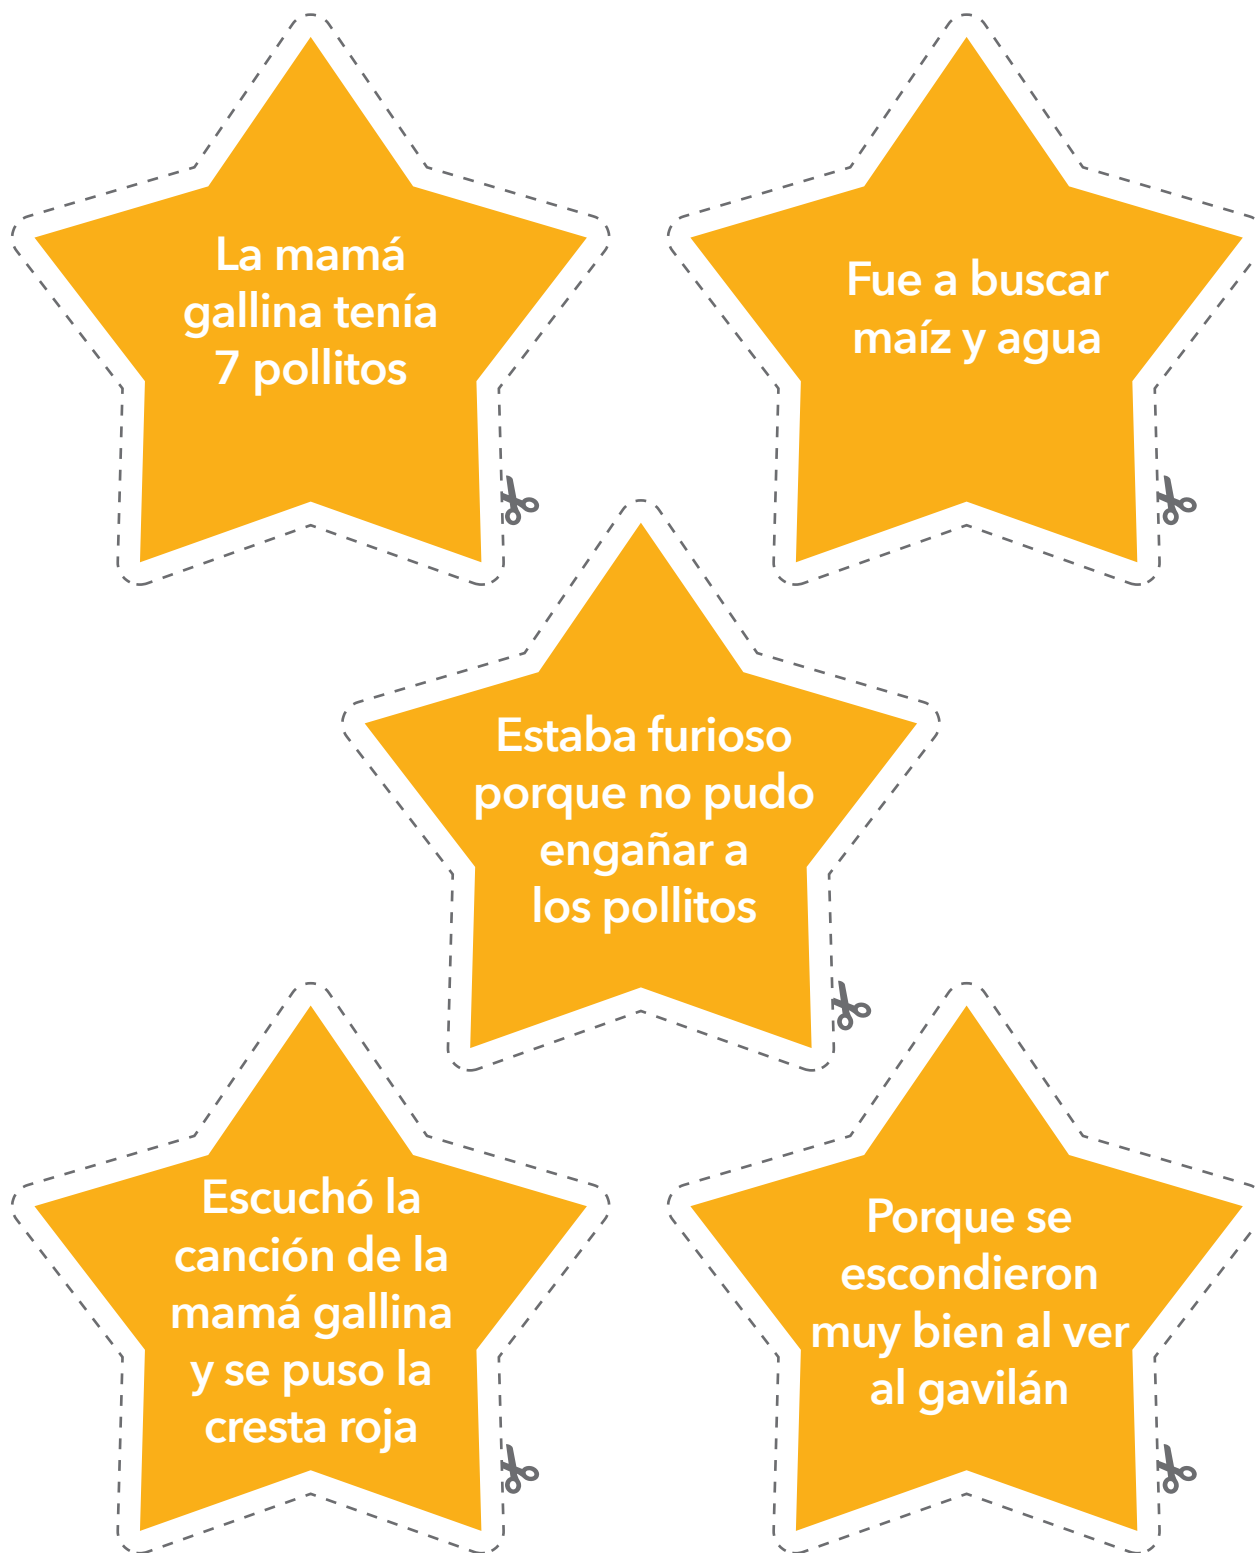 La mamá
gallina tenía
7 pollitos
Fue a buscar
maíz y agua
Estaba furioso
porque no pudo
engañar a
los pollitos
Escuchó la
canción de la
mamá gallina
y se puso la
cresta roja
Porque se
escondieron
muy bien al ver
al gavilán